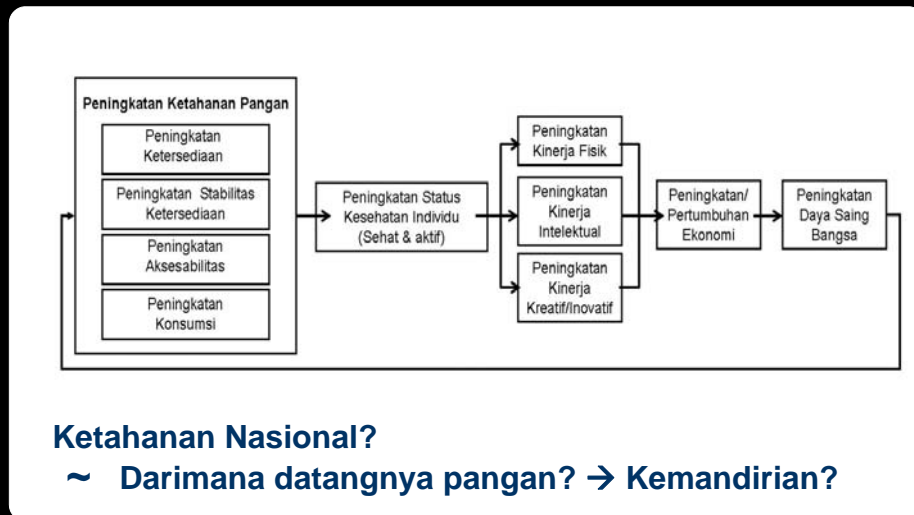 Peningkatan Ketahanan Pangan
Peningkatan
Ketersediaan
Peningkatan Stabilitas
Ketersediaan
Peningkatan
Aksesabilitas
Peningkatan
Konsumsi
Peningkatan Status
Kesehatan Individu
(Sehat & aktif)
Peningkatan
Kinerja Fisik
Peningkatan
Kinerja
Intelektual
Peningkatan
Kinerja
Kreatif/Inovatif
Peningkatan/
Pertumbuhan
Ekonomi
Peningkatan
Daya Saing
Bangsa
Ketahanan Nasional?
~ Darimana datangnya pangan? → Kemandirian?